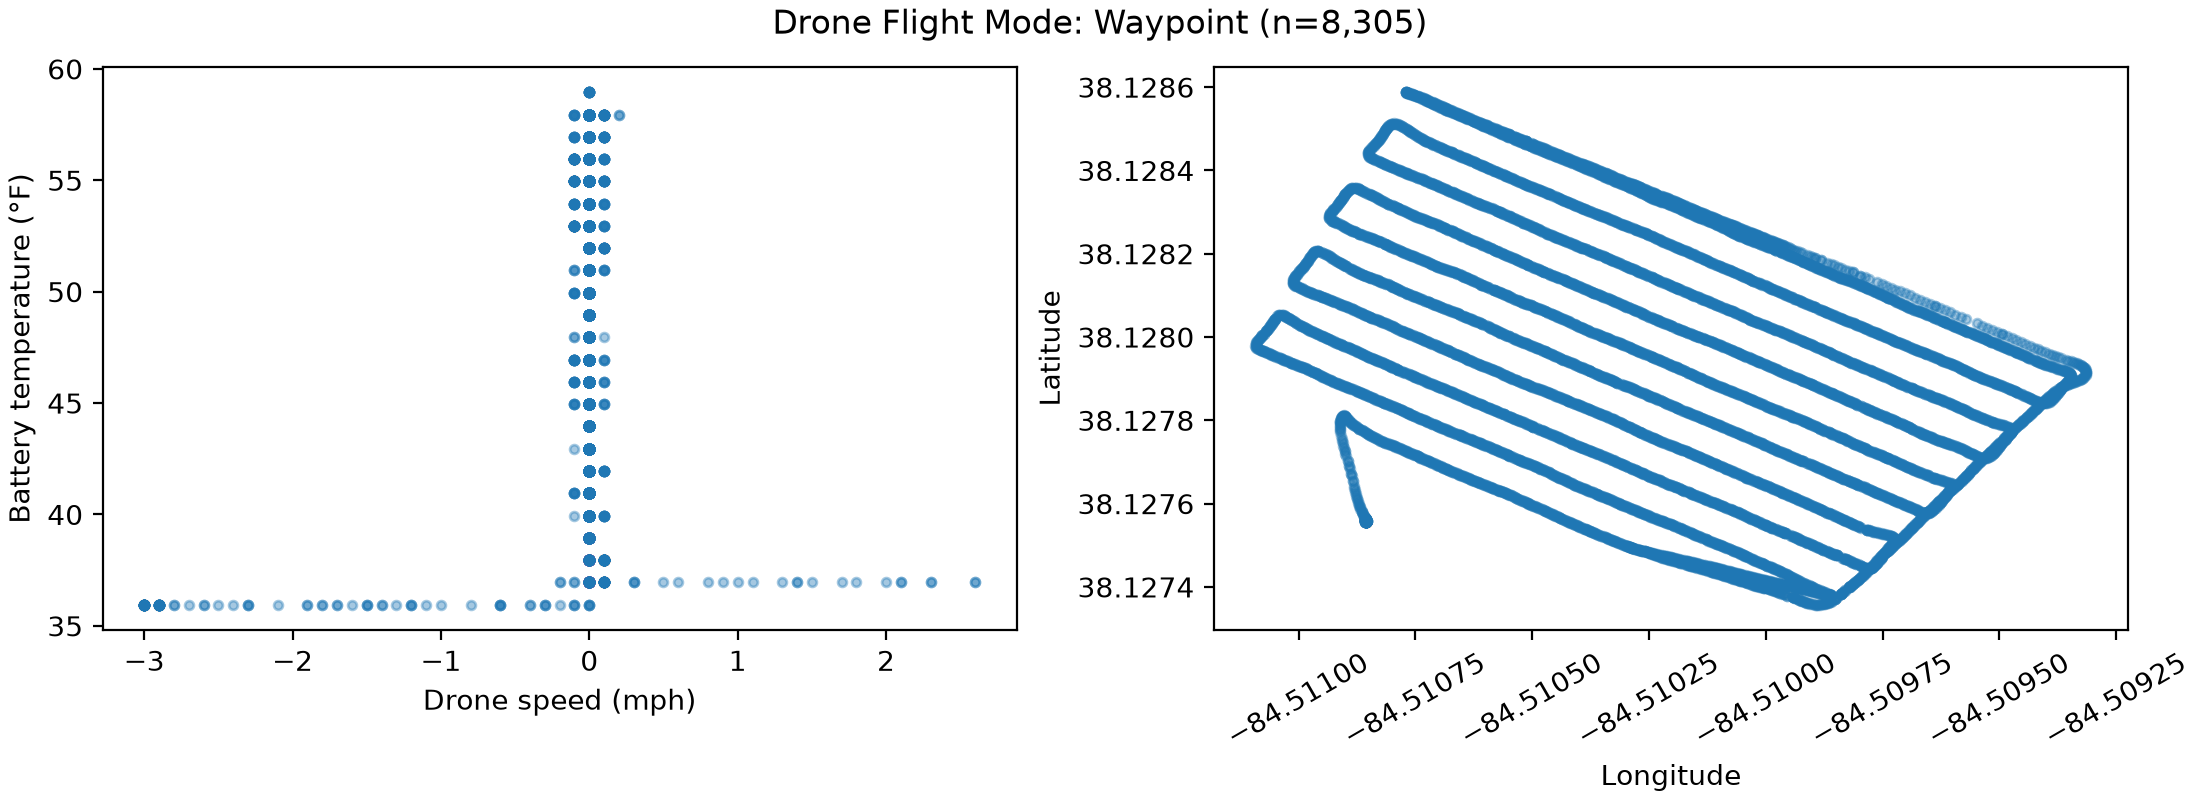 Drone Flight Mode: Waypoint (n=8,305)
60
55
50
45
40
35
Battery temperature (°F)
−3 −2 −1 0 1 2
Drone speed (mph)
38.1286
38.1284
38.1282
38.1280
38.1278
38.1276
38.1274
Latitude
−84.51100 −84.51075 −84.51050 −84.51025 −84.51000 −84.50975 −84.50950 −84.50925
Longitude